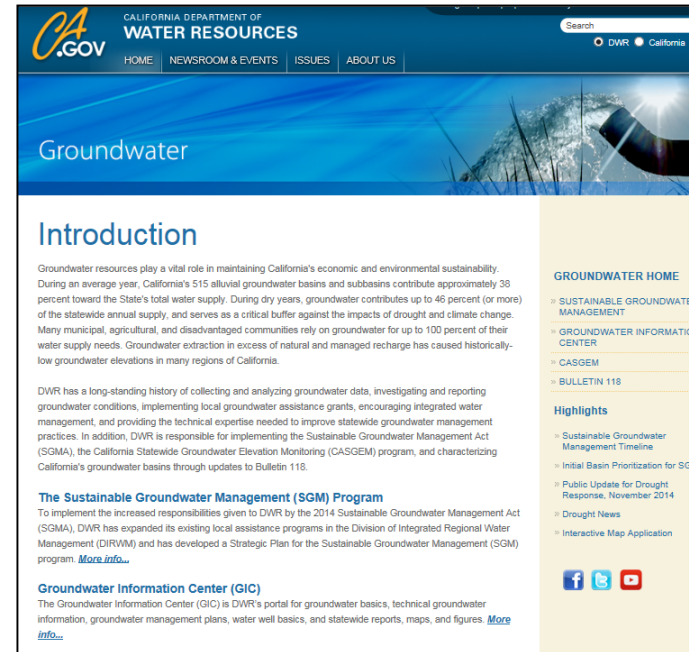 CA
.GOV
CALIFORNIA DEPARTMENT OF
WATER RESOURCES
HOME NEWSROOM & EVENTS ISSUES ABOUT US
Search
DWR California
Groundwater
Introduction
Groundwater resources play a vital role in maintaining California's economic and environmental sustainability.
During an average year, California's 515 alluvial groundwater basins and subbasins contribute approximately 38
percent toward the State's total water supply. During dry years, groundwater contributes up to 46 percent (or more)
of the statewide annual supply, and serves as a critical buffer against the impacts of drought and climate change.
Many municipal, agricultural, and disadvantaged communities rely on groundwater for up to 100 percent of their
water supply needs. Groundwater extraction in excess of natural and managed recharge has caused historically-
low groundwater elevations in many regions of California.
DWR has a long-standing history of collecting and analyzing groundwater data, investigating and reporting
groundwater conditions, implementing local groundwater assistance grants, encouraging integrated water
management, and providing the technical expertise needed to improve statewide groundwater management
practices. In addition, DWR is responsible for implementing the Sustainable Groundwater Management Act
(SGMA), the California Statewide Groundwater Elevation Monitoring (CASGEM) program, and characterizing
California's groundwater basins through updates to Bulletin 118.
The Sustainable Groundwater Management (SGM) Program
To implement the increased responsibilities given to DWR by the 2014 Sustainable Groundwater Management Act
(SGMA), DWR has expanded its existing local assistance programs in the Division of Integrated Regional Water
Management (DIRWM) and has developed a Strategic Plan for the Sustainable Groundwater Management (SGM)
program. More info...
Groundwater Information Center (GIC)
The Groundwater Information Center (GIC) is DWR's portal for groundwater basics, technical groundwater
information, groundwater management plans, water well basics, and statewide reports, maps, and figures. More
info...
GROUNDWATER HOME
» SUSTAINABLE GROUNDWATE
MANAGEMENT
» GROUNDWATER INFORMATIO
CENTER
» CASGEM
» BULLETIN 118
Highlights
» Sustainable Groundwater
Management Timeline
» Initial Basin Prioritization for SG
» Public Update for Drought
Response, November 2014
» Drought News
» Interactive Map Application